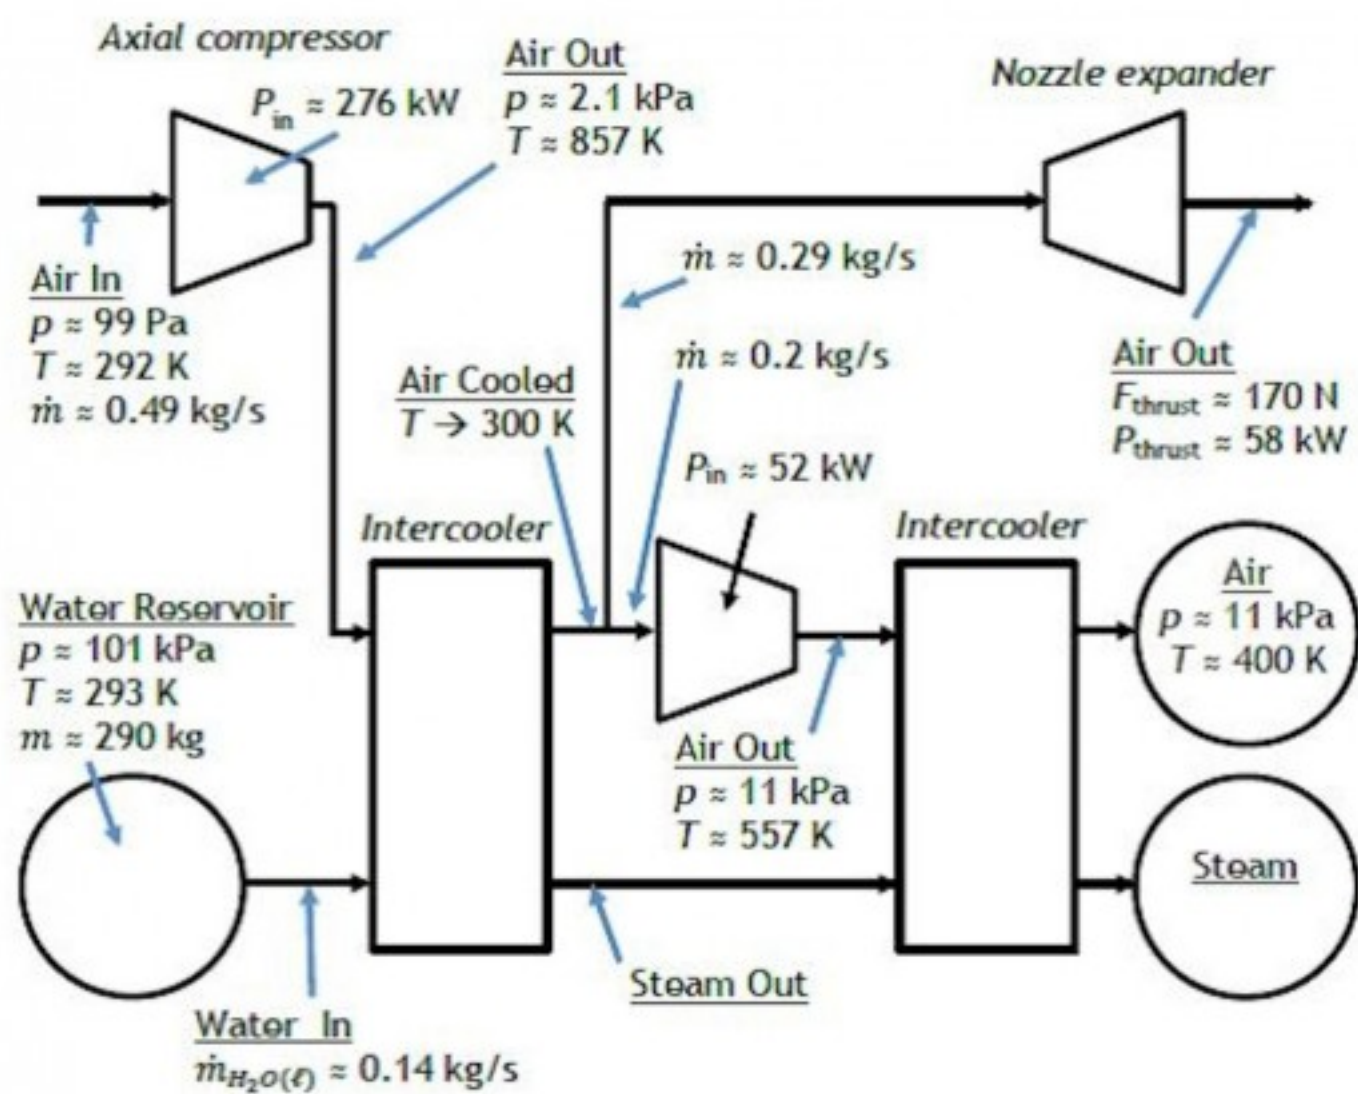 Axial compressor
P_in ≈ 276 kW
Air Out
p ≈ 2.1 kPa
T ≈ 857 K
Nozzle expander
Air In
p ≈ 99 Pa
T ≈ 292 K
ṁ ≈ 0.49 kg/s
ṁ ≈ 0.29 kg/s
ṁ ≈ 0.2 kg/s
Air Cooled
T → 300 K
Air Out
F_thrust ≈ 170 N
P_thrust ≈ 58 kW
P_in ≈ 52 kW
Intercooler
Intercooler
Water Reservoir
p ≈ 101 kPa
T ≈ 293 K
m ≈ 290 kg
Air
p ≈ 11 kPa
T ≈ 400 K
Air Out
p ≈ 11 kPa
T ≈ 557 K
Steam
Steam Out
Water In
ṁ_H₂O(ℓ) ≈ 0.14 kg/s